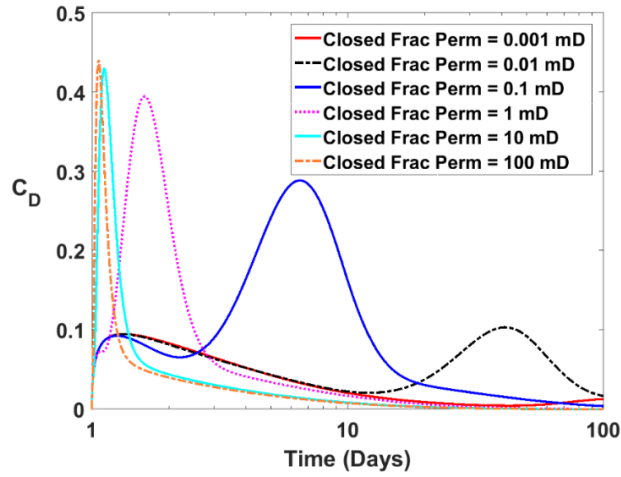 0.5
0.4
0.3
0.2
0.1
0
C_D
Closed Frac Perm = 0.001 mD
Closed Frac Perm = 0.01 mD
Closed Frac Perm = 0.1 mD
Closed Frac Perm = 1 mD
Closed Frac Perm = 10 mD
Closed Frac Perm = 100 mD
1 10 100
Time (Days)